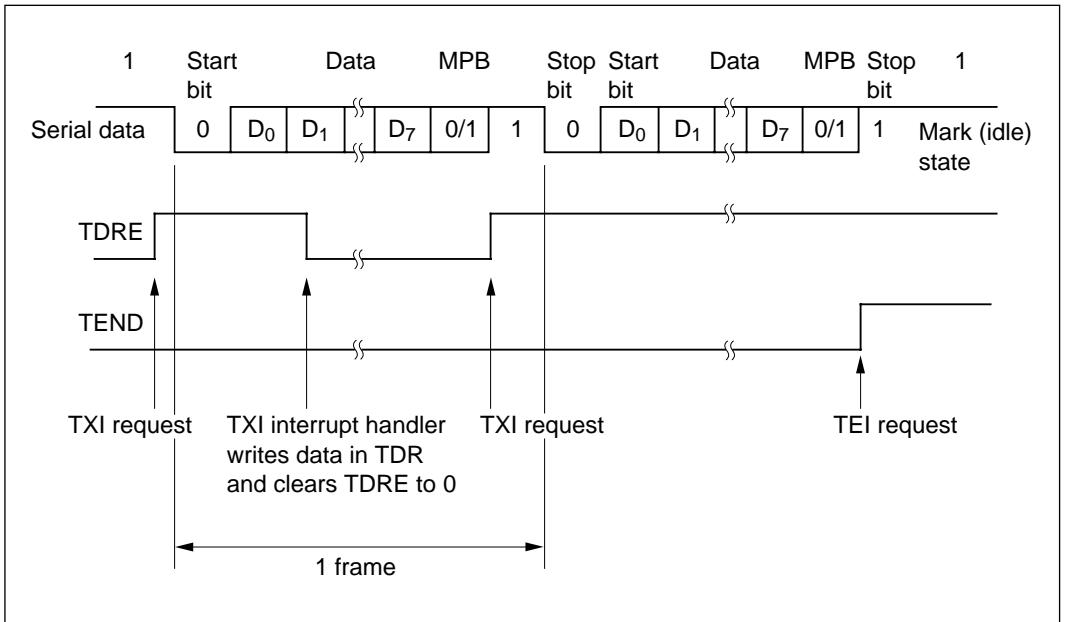 1 Start bit Data MPB Stop bit Start bit Data MPB Stop bit 1
Serial data 0 D0 D1 D7 0/1 1 0 D0 D1 D7 0/1 1 Mark (idle) state
TDRE
TEND
TXI request
TXI interrupt handler
writes data in TDR
and clears TDRE to 0
TXI request
TEI request
1 frame